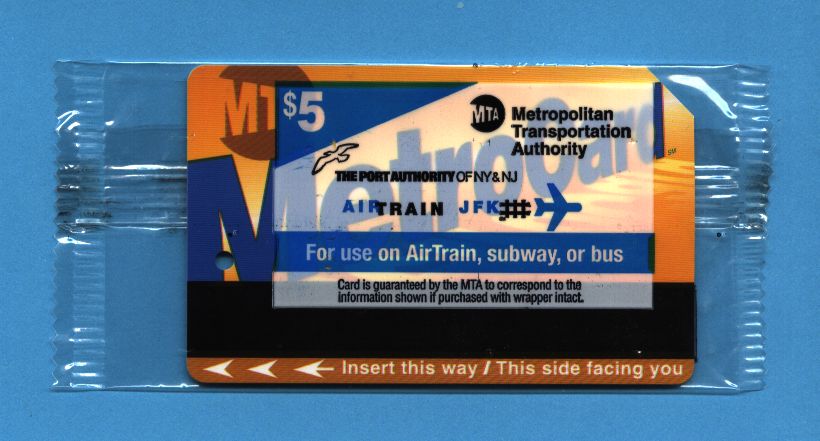 MTA
$5
MTA Metropolitan
Transportation
Authority
MetroCard
SM
THE PORT AUTHORITY OF NY & NJ
AIRTRAIN JFK
For use on AirTrain, subway, or bus
Card is guaranteed by the MTA to correspond to the
information shown if purchased with wrapper intact.
Insert this way / This side facing you